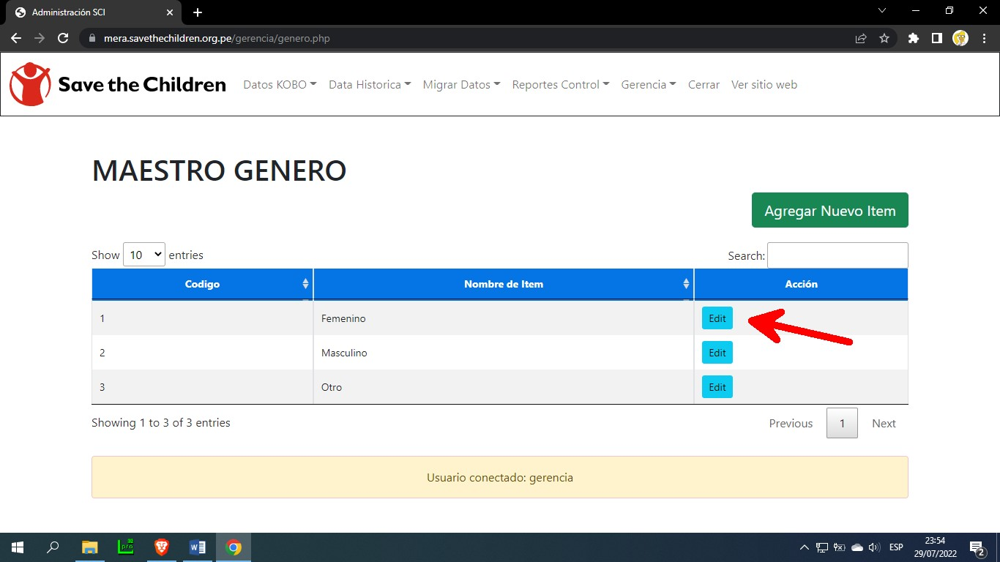 Administración SCI
mera.savethechildren.org.pe/gerencia/genero.php
Save the Children Datos KOBO Data Historica Migrar Datos Reportes Control Gerencia Cerrar Ver sitio web
MAESTRO GENERO
Agregar Nuevo Item
Show 10 entries Search:
Codigo Nombre de Item Acción
1 Femenino Edit
2 Masculino Edit
3 Otro Edit
Showing 1 to 3 of 3 entries Previous 1 Next
Usuario conectado: gerencia
23:54
ESP
29/07/2022
2